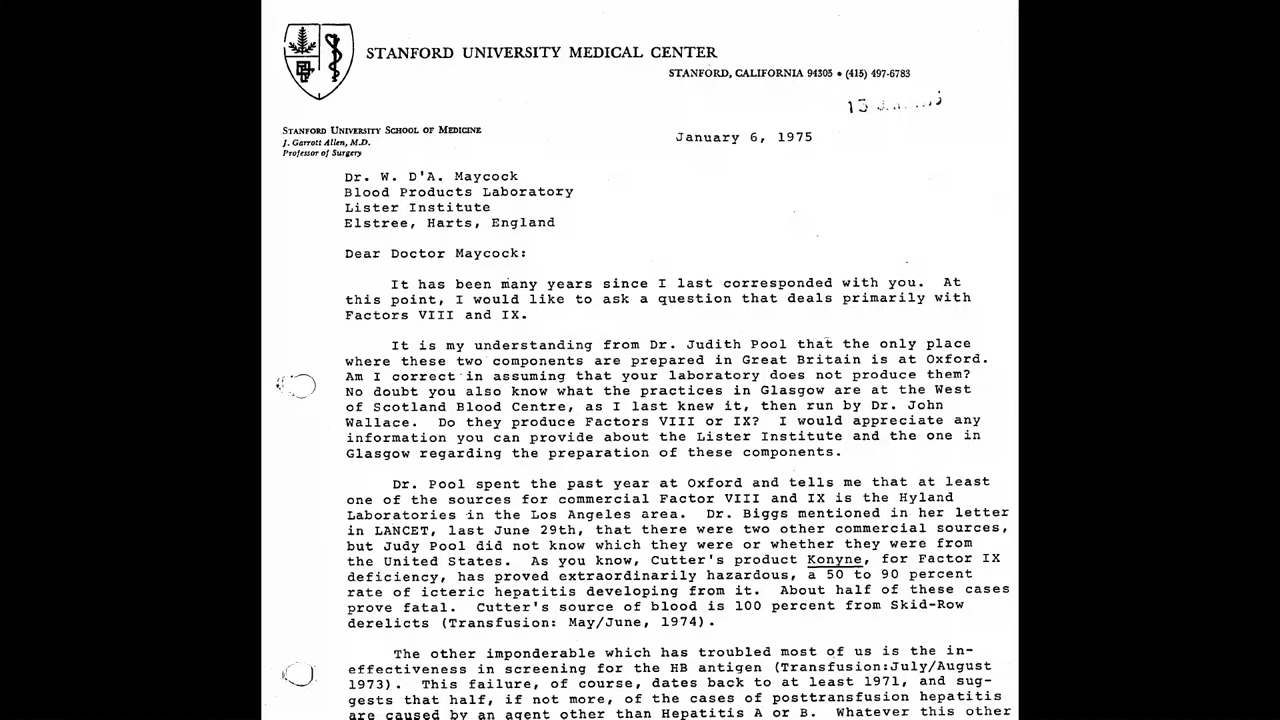 STANFORD UNIVERSITY MEDICAL CENTER
STANFORD, CALIFORNIA 94305 • (415) 497-6783
STANFORD UNIVERSITY SCHOOL OF MEDICINE
J. Garrott Allen, M.D.
Professor of Surgery
January 6, 1975
Dr. W. D'A. Maycock
Blood Products Laboratory
Lister Institute
Elstree, Harts, England
Dear Doctor Maycock:
It has been many years since I last corresponded with you. At
this point, I would like to ask a question that deals primarily with
Factors VIII and IX.
It is my understanding from Dr. Judith Pool that the only place
where these two components are prepared in Great Britain is at Oxford.
Am I correct in assuming that your laboratory does not produce them?
No doubt you also know what the practices in Glasgow are at the West
of Scotland Blood Centre, as I last knew it, then run by Dr. John
Wallace. Do they produce Factors VIII or IX? I would appreciate any
information you can provide about the Lister Institute and the one in
Glasgow regarding the preparation of these components.
Dr. Pool spent the past year at Oxford and tells me that at least
one of the sources for commercial Factor VIII and IX is the Hyland
Laboratories in the Los Angeles area. Dr. Biggs mentioned in her letter
in LANCET, last June 29th, that there were two other commercial sources,
but Judy Pool did not know which they were or whether they were from
the United States. As you know, Cutter's product Konyne, for Factor IX
deficiency, has proved extraordinarily hazardous, a 50 to 90 percent
rate of icteric hepatitis developing from it. About half of these cases
prove fatal. Cutter's source of blood is 100 percent from Skid-Row
derelicts (Transfusion: May/June, 1974).
The other imponderable which has troubled most of us is the in-
effectiveness in screening for the HB antigen (Transfusion:July/August
1973). This failure, of course, dates back to at least 1971, and sug-
gests that half, if not more, of the cases of posttransfusion hepatitis
are caused by an agent other than Hepatitis A or B. Whatever this other